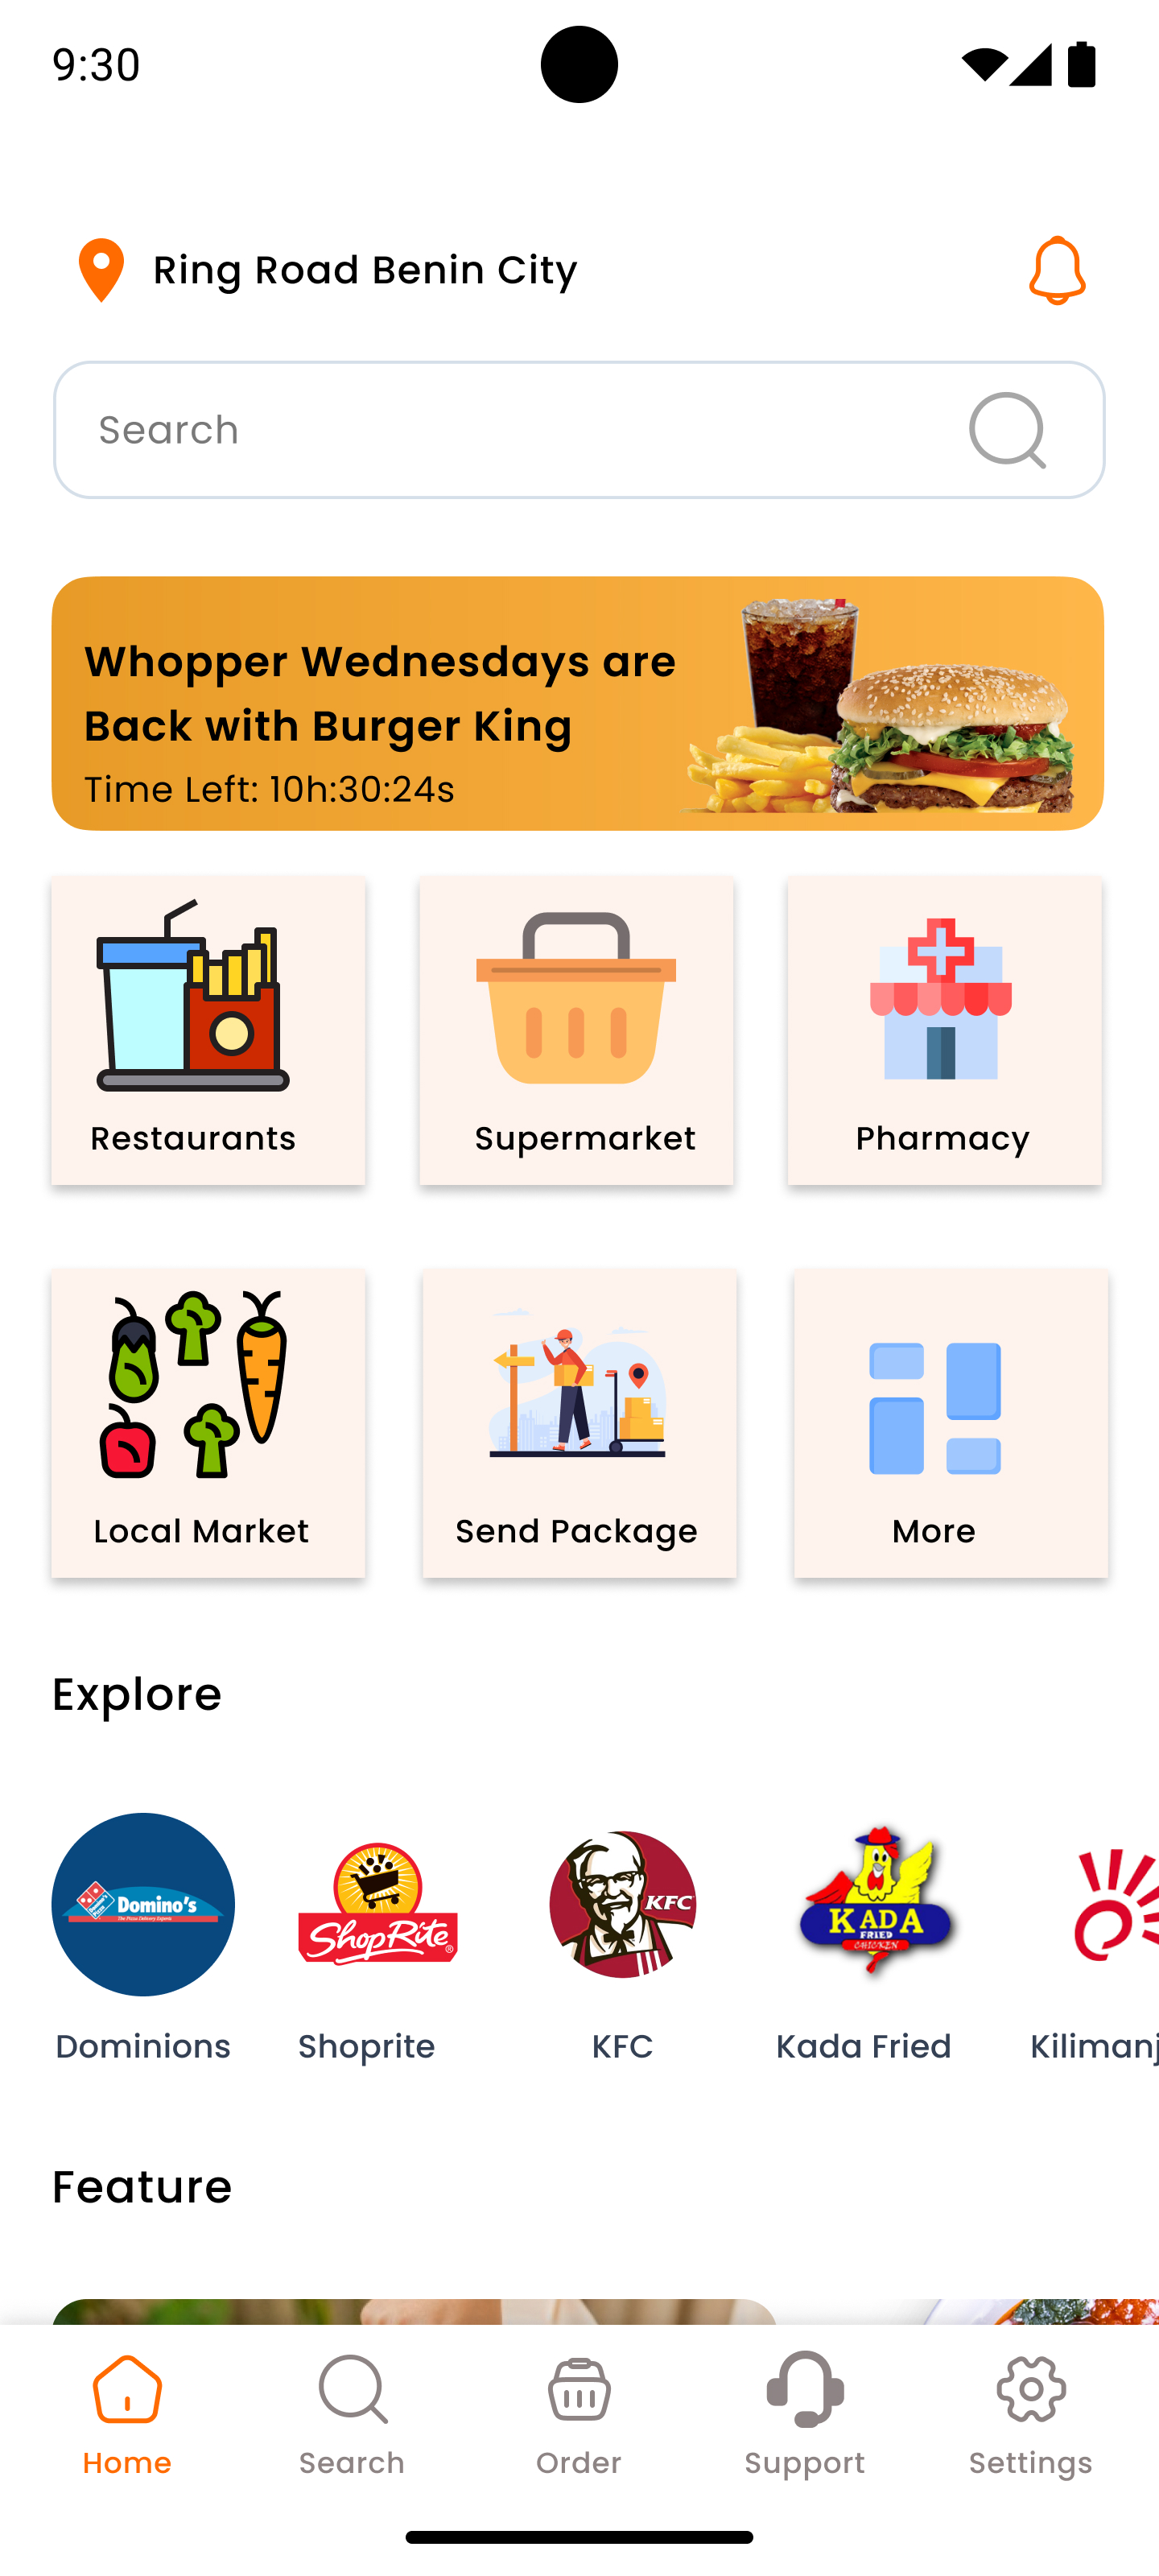 9:30
Ring Road Benin City
Search
Whopper Wednesdays are
Back with Burger King
Time Left: 10h:30:24s
Restaurants
Supermarket
Pharmacy
Local Market
Send Package
More
Explore
Domino's
The Pizza Delivery Experts
ShopRite®
KFC
KADA
FRIED
CHICKEN
Dominions
Shoprite
KFC
Kada Fried
Kilimanj
Feature
Home
Search
Order
Support
Settings